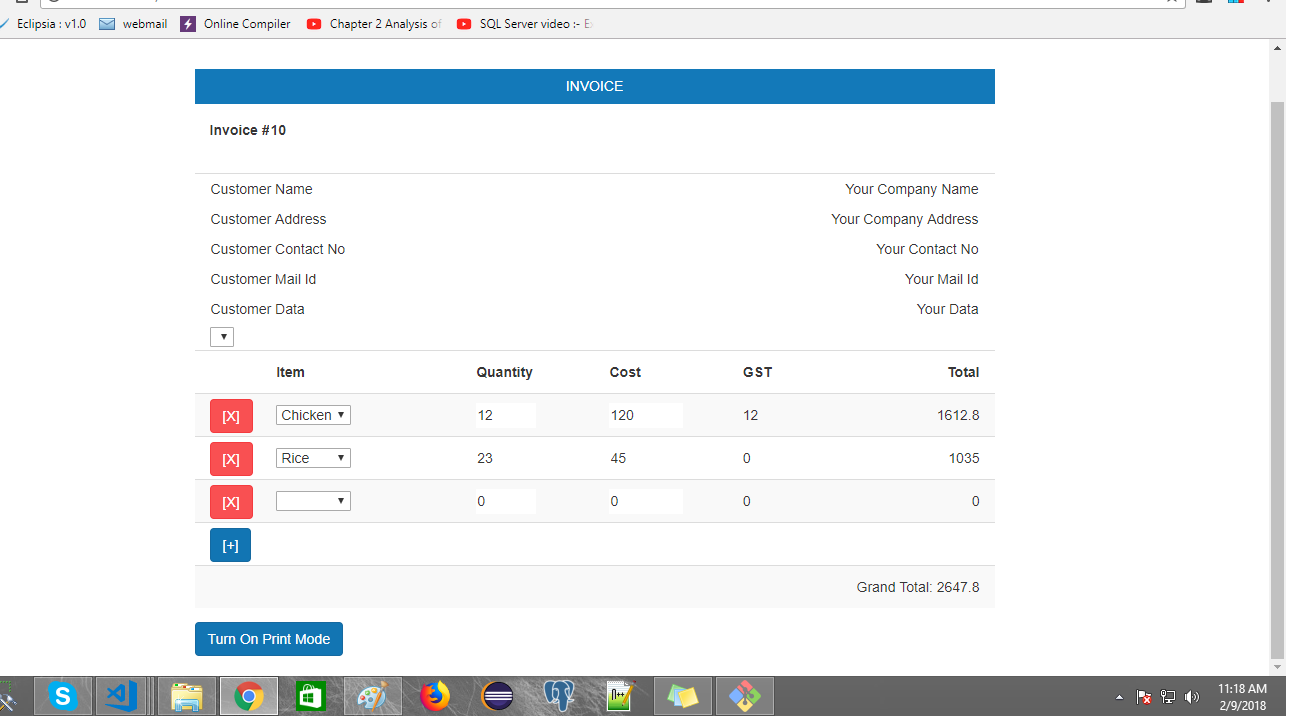 Eclipsia : v1.0 webmail Online Compiler Chapter 2 Analysis of SQL Server video :- Ex
INVOICE
Invoice #10
Customer Name Your Company Name
Customer Address Your Company Address
Customer Contact No Your Contact No
Customer Mail Id Your Mail Id
Customer Data Your Data
Item Quantity Cost GST Total
[X] Chicken 12 120 12 1612.8
[X] Rice 23 45 0 1035
[X] 0 0 0 0
[+]
Grand Total: 2647.8
Turn On Print Mode
11:18 AM
2/9/2018